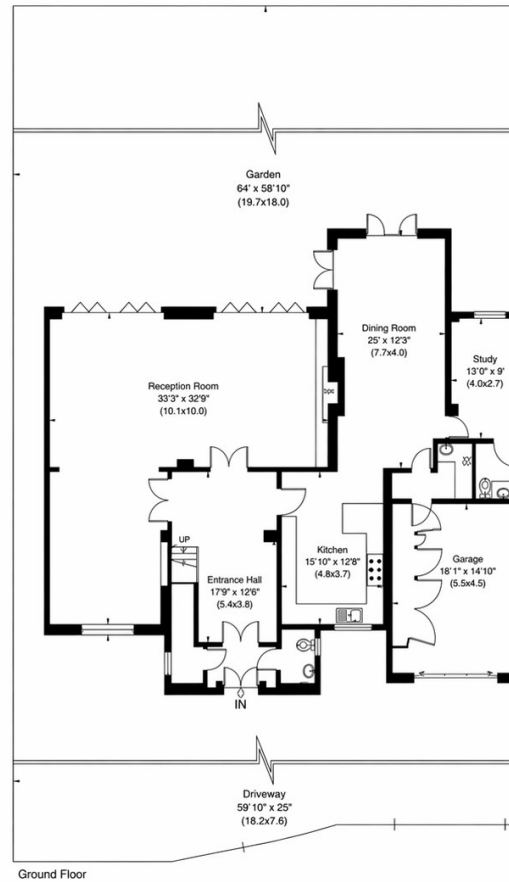 Garden
64' x 58'10"
(19.7x18.0)
Dining Room
25' x 12'3"
(7.7x4.0)
Study
13'0" x 9'
(4.0x2.7)
Reception Room
33'3" x 32'9"
(10.1x10.0)
UP
Kitchen
15'10" x 12'8"
(4.8x3.7)
Garage
18'1" x 14'10"
(5.5x4.5)
Entrance Hall
17'9" x 12'6"
(5.4x3.8)
IN
Driveway
59'10" x 25"
(18.2x7.6)
Ground Floor